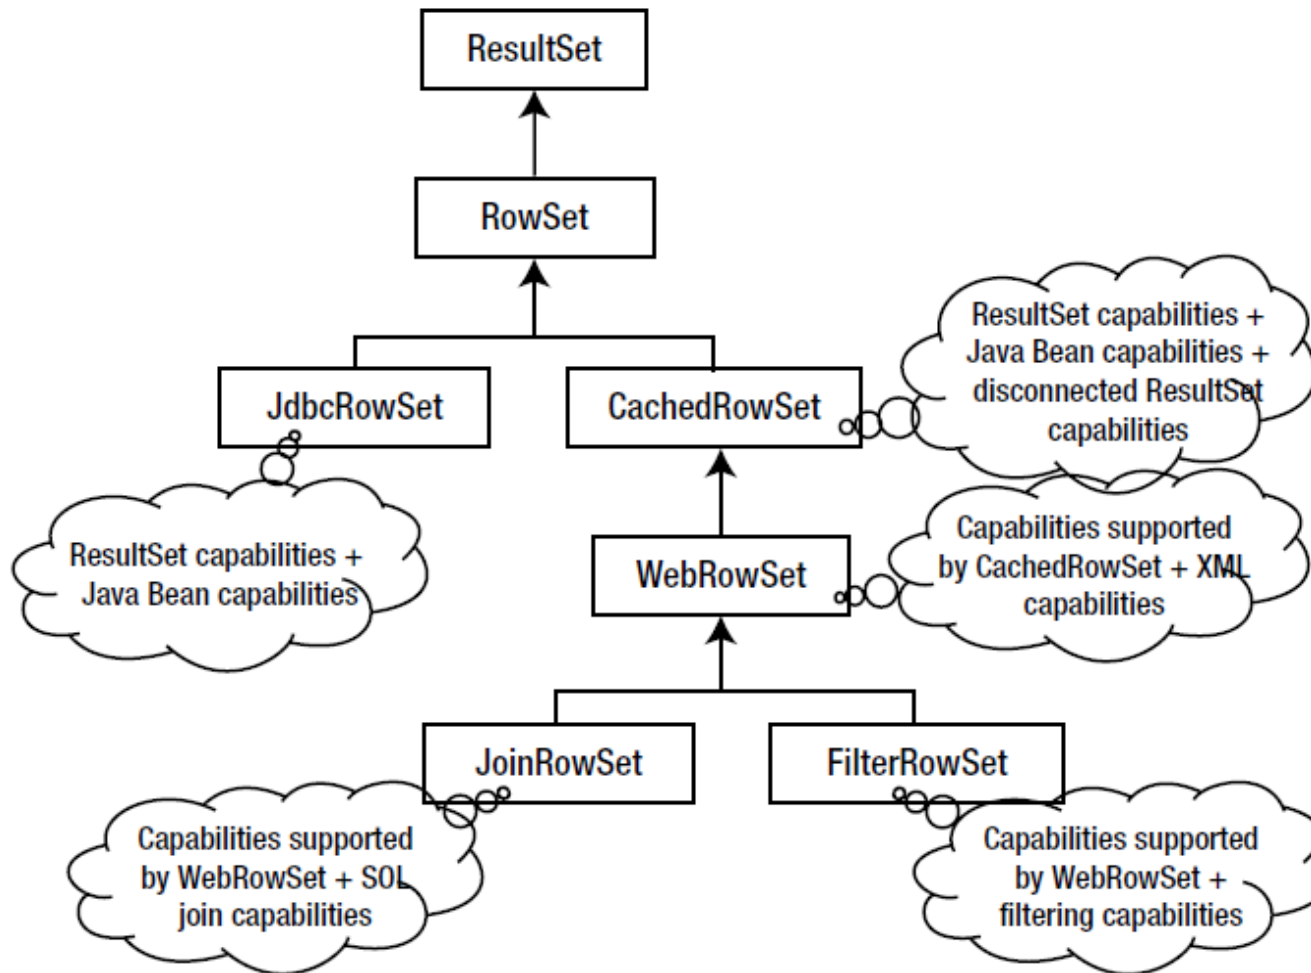 ResultSet
RowSet
JdbcRowSet
CachedRowSet
ResultSet capabilities +
Java Bean capabilities +
disconnected ResultSet
capabilities
ResultSet capabilities +
Java Bean capabilities
WebRowSet
Capabilities supported
by CachedRowSet + XML
capabilities
JoinRowSet
FilterRowSet
Capabilities supported
by WebRowSet + SOL
join capabilities
Capabilities supported
by WebRowSet +
filtering capabilities